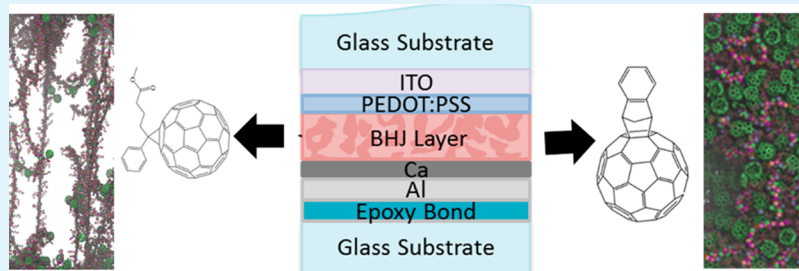 Glass Substrate
ITO
PEDOT:PSS
BHJ Layer
Ca
Al
Epoxy Bond
Glass Substrate